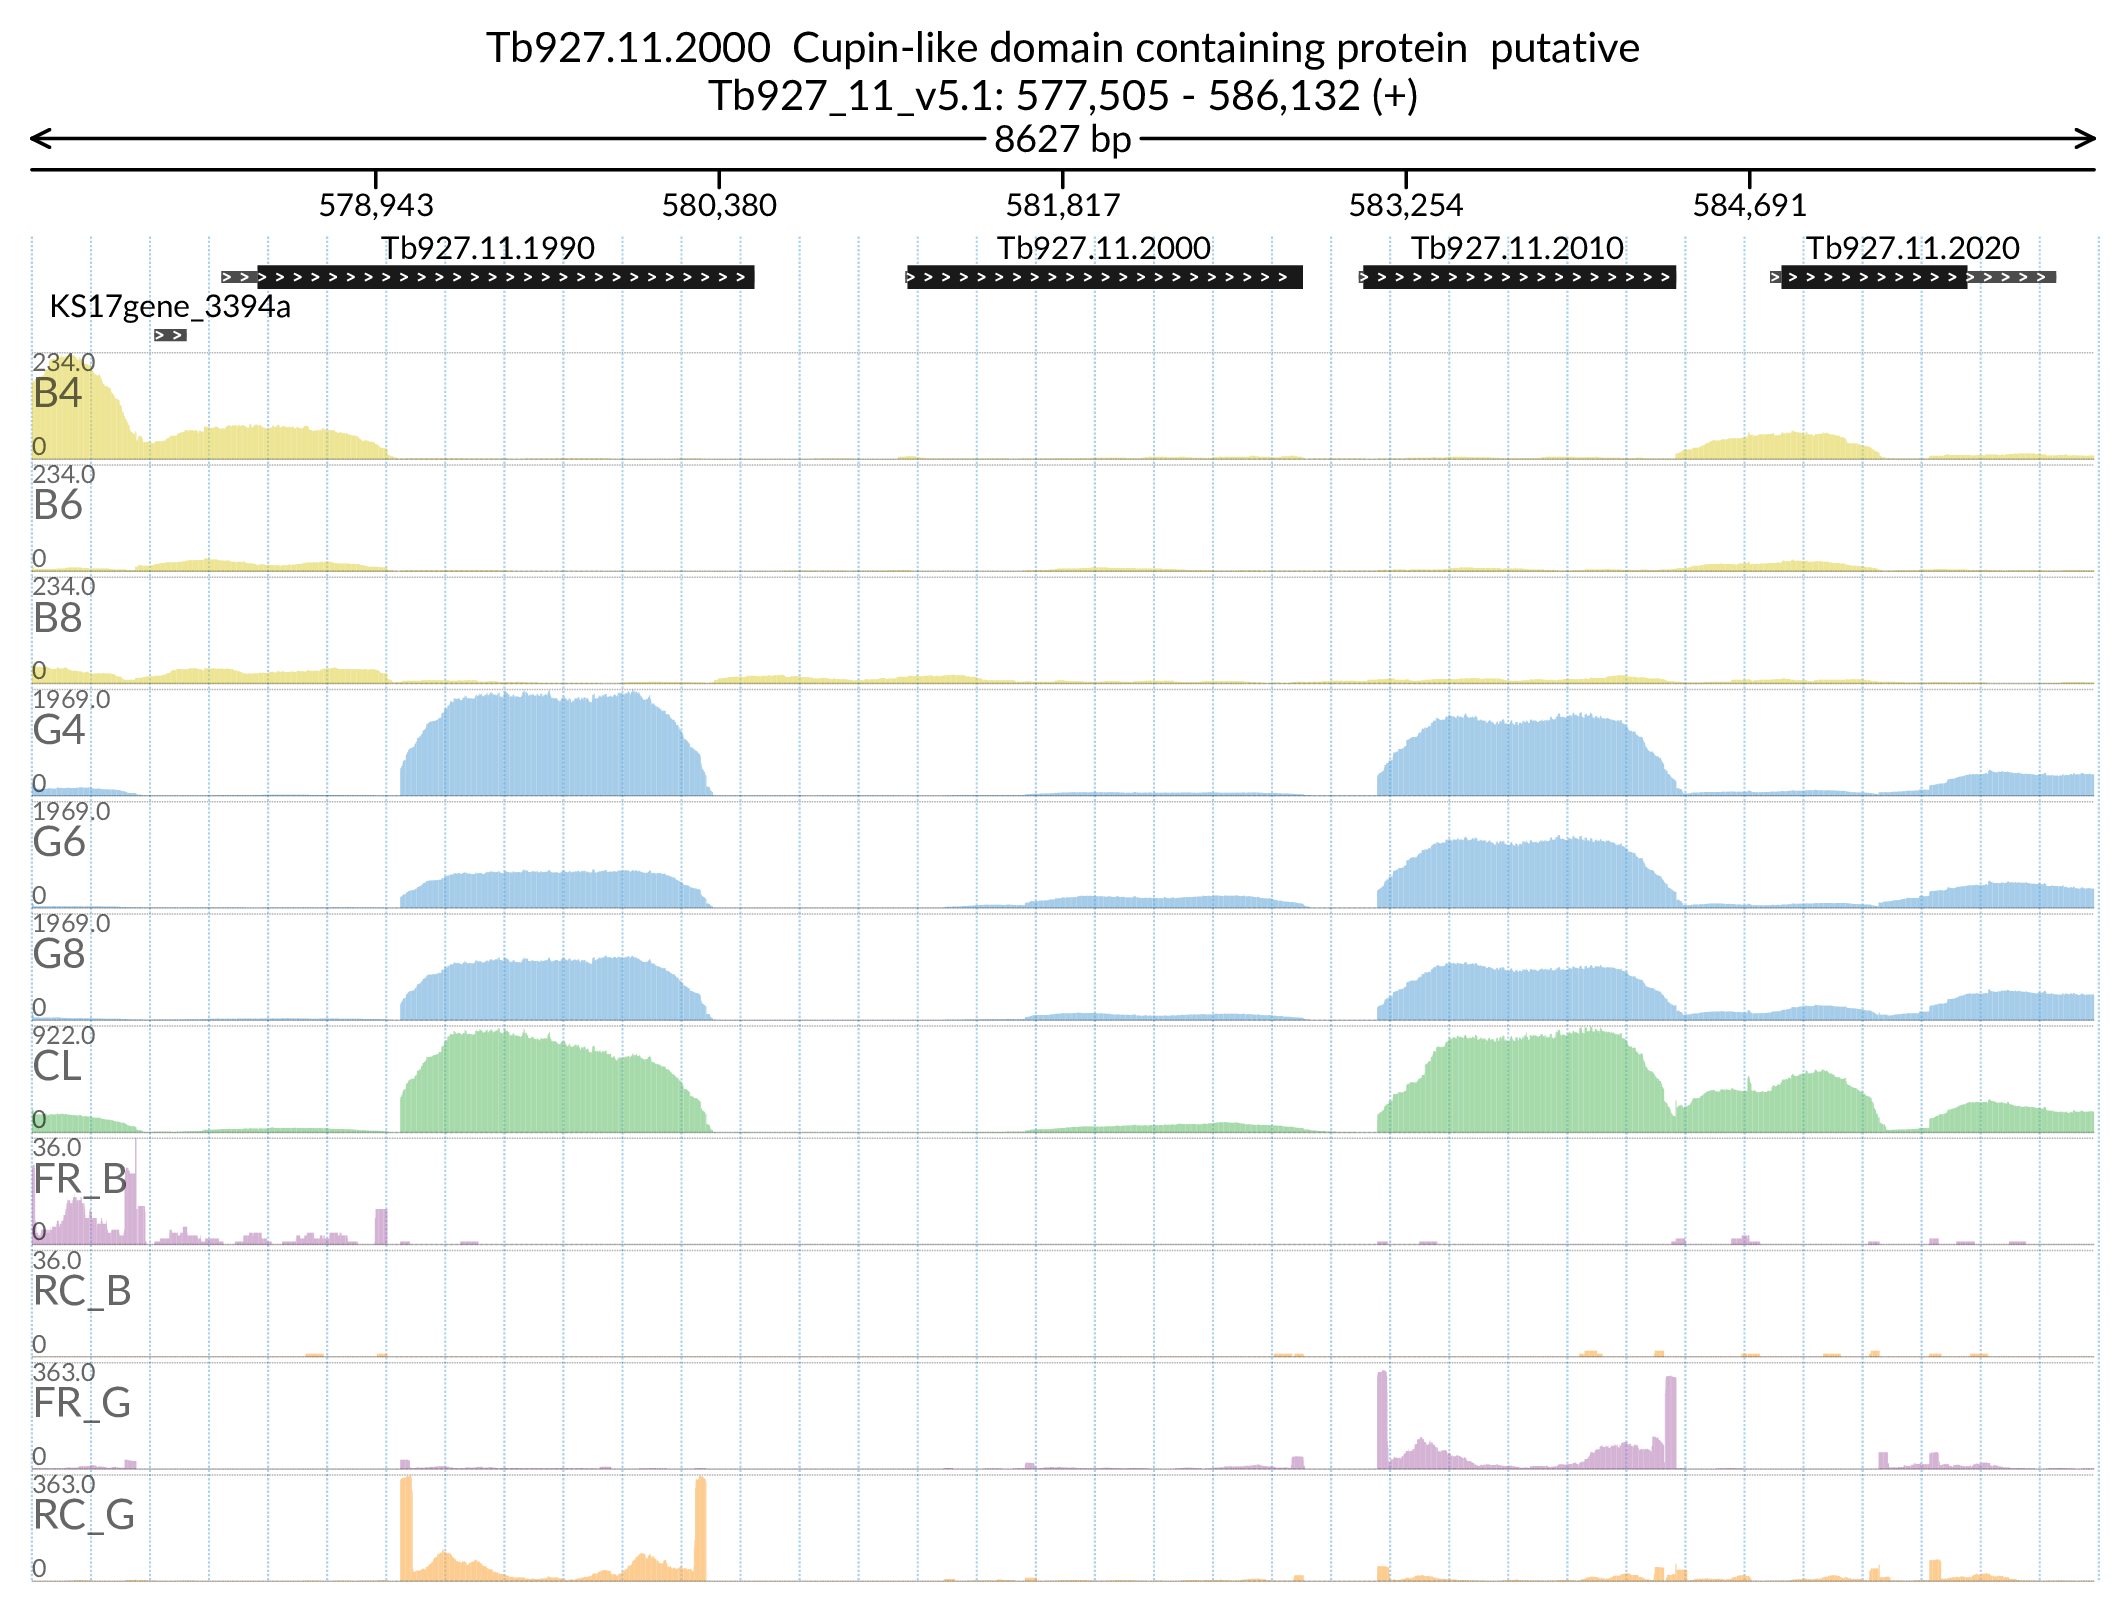 Tb927.11.2000 Cupin-like domain containing protein putative
Tb927_11_v5.1: 577,505 - 586,132 (+)
8627 bp
578,943 580,380 581,817 583,254 584,691
Tb927.11.1990 Tb927.11.2000 Tb927.11.2010 Tb927.11.2020
KS17gene_3394a
234.0
B4
0
234.0
B6
0
234.0
B8
0
1969.0
G4
0
1969.0
G6
0
1969.0
G8
0
922.0
CL
0
36.0
FR_B
0
36.0
RC_B
0
363.0
FR_G
0
363.0
RC_G
0